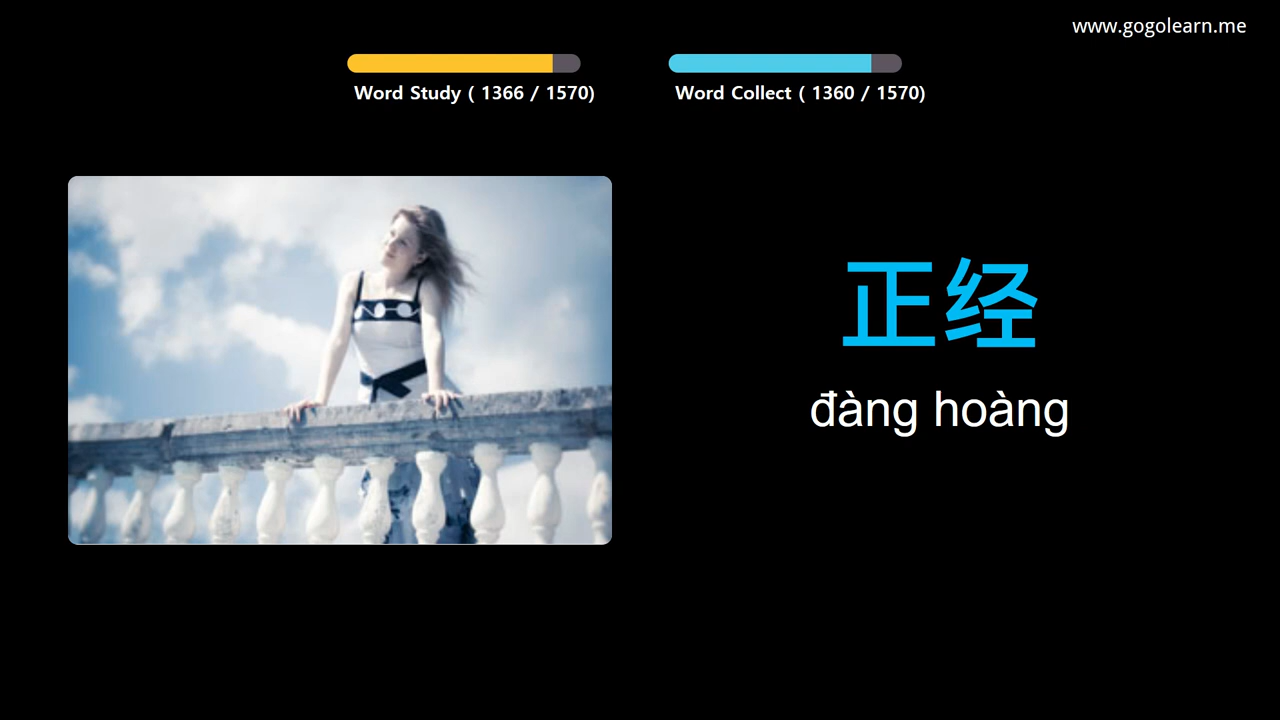 www.gogolearn.me
Word Study ( 1366 / 1570)
Word Collect ( 1360 / 1570)
正经
đàng hoàng